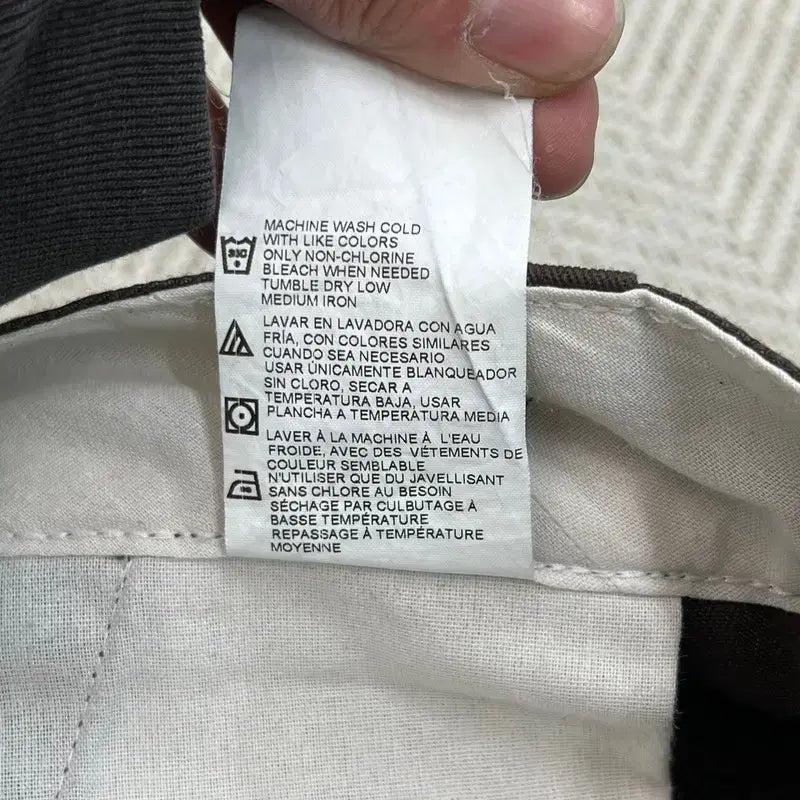 MACHINE WASH COLD
WITH LIKE COLORS
ONLY NON-CHLORINE
BLEACH WHEN NEEDED
TUMBLE DRY LOW
MEDIUM IRON
LAVAR EN LAVADORA CON AGUA
FRÍA, CON COLORES SIMILARES
CUANDO SEA NECESARIO
USAR ÚNICAMENTE BLANQUEADOR
SIN CLORO, SECAR A
TEMPERATURA BAJA, USAR
PLANCHA A TEMPERATURA MEDIA
LAVER À LA MACHINE À L'EAU
FROIDE, AVEC DES VÉTEMENTS DE
COULEUR SEMBLABLE
N'UTILISER QUE DU JAVELLISANT
SANS CHLORE AU BESOIN
SÉCHAGE PAR CULBUTAGE À
BASSE TEMPÉRATURE
REPASSAGE À TEMPÉRATURE
MOYENNE